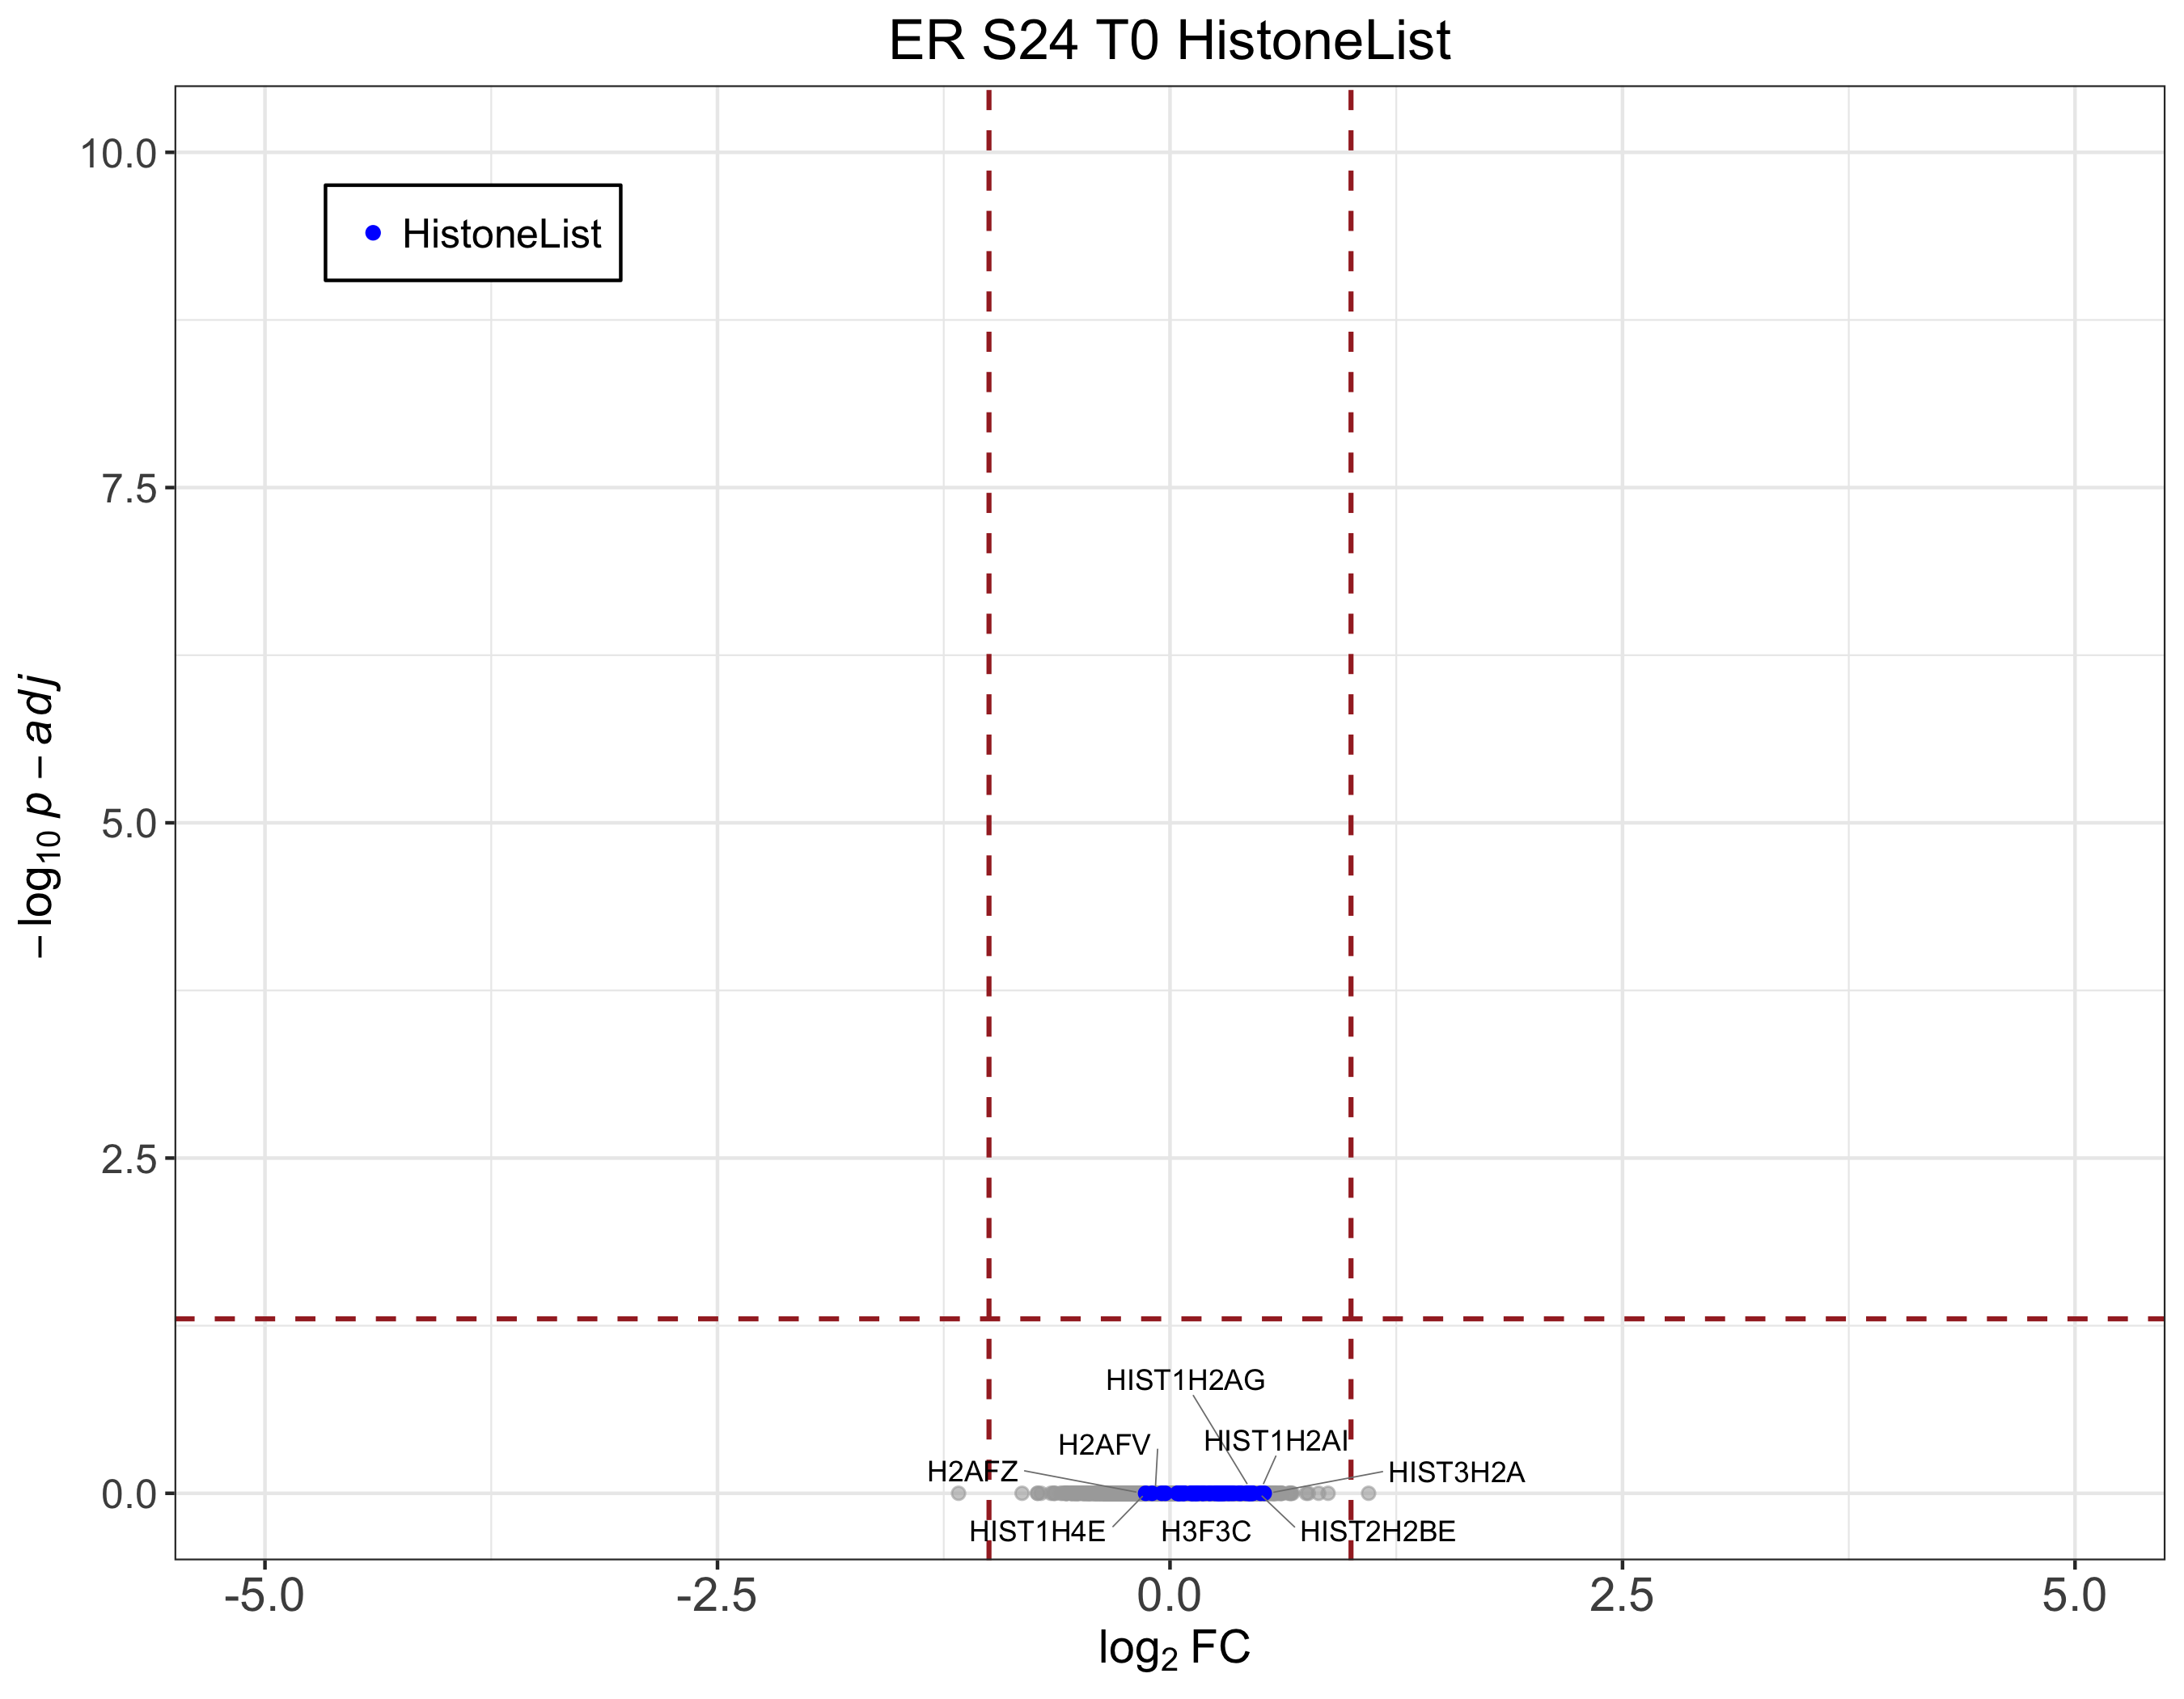 ER S24 T0 HistoneList
10.0
HistoneList
7.5
5.0
2.5
0.0
−log10 p − adj
HIST1H2AG
H2AFV
HIST1H2AI
H2AFZ
HIST3H2A
HIST1H4E
H3F3C
HIST2H2BE
-5.0
-2.5
0.0
2.5
5.0
log2 FC